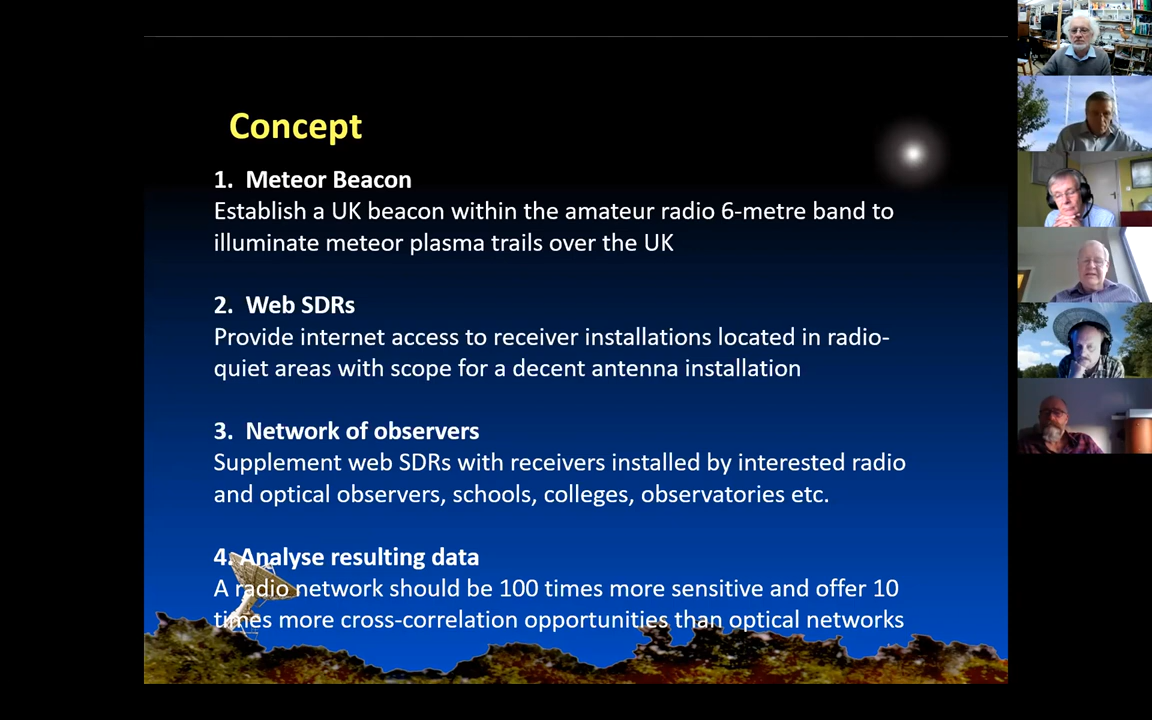 Concept
1. Meteor Beacon
Establish a UK beacon within the amateur radio 6-metre band to
illuminate meteor plasma trails over the UK
2. Web SDRs
Provide internet access to receiver installations located in radio-
quiet areas with scope for a decent antenna installation
3. Network of observers
Supplement web SDRs with receivers installed by interested radio
and optical observers, schools, colleges, observatories etc.
4. Analyse resulting data
A radio network should be 100 times more sensitive and offer 10
times more cross-correlation opportunities than optical networks